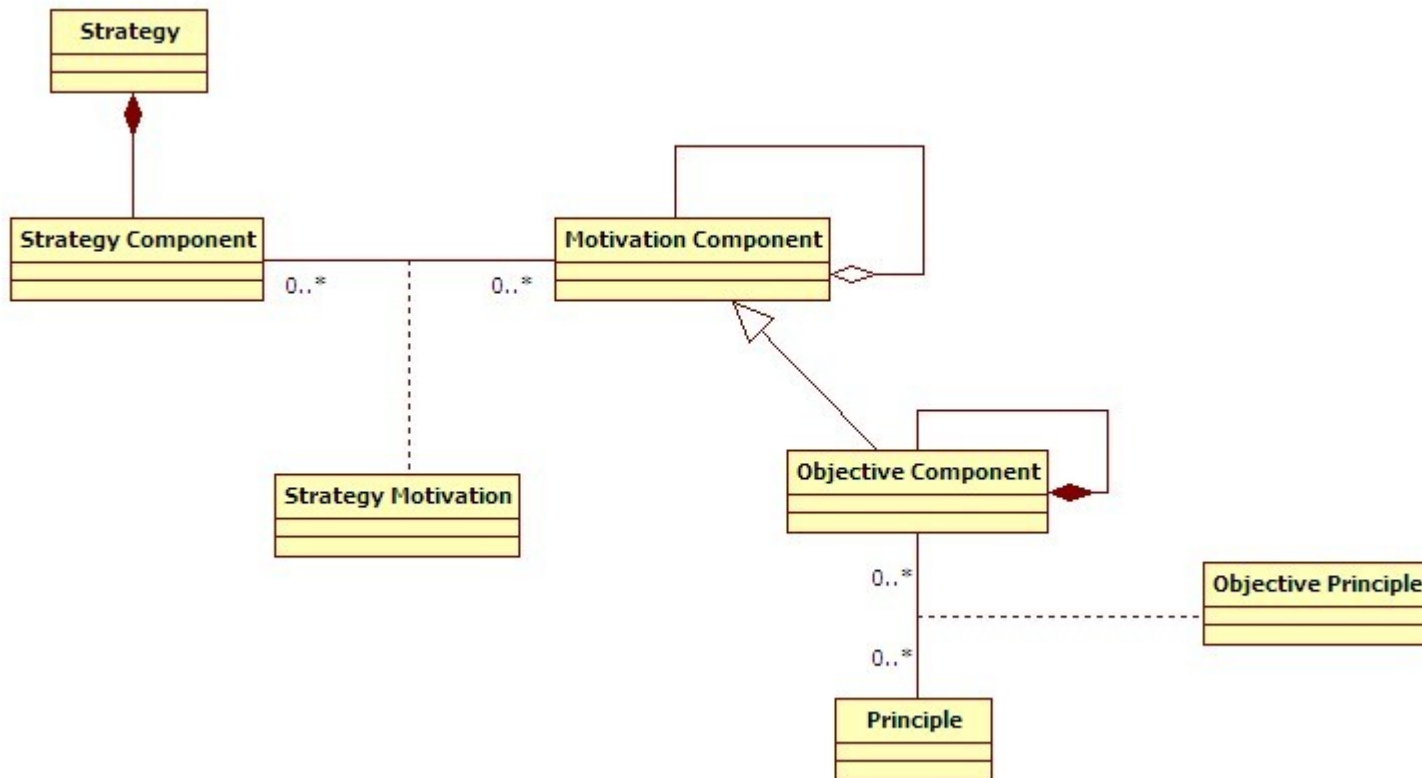 Strategy
Strategy Component
Motivation Component
0..*
0..*
Strategy Motivation
Objective Component
0..*
Objective Principle
0..*
Principle